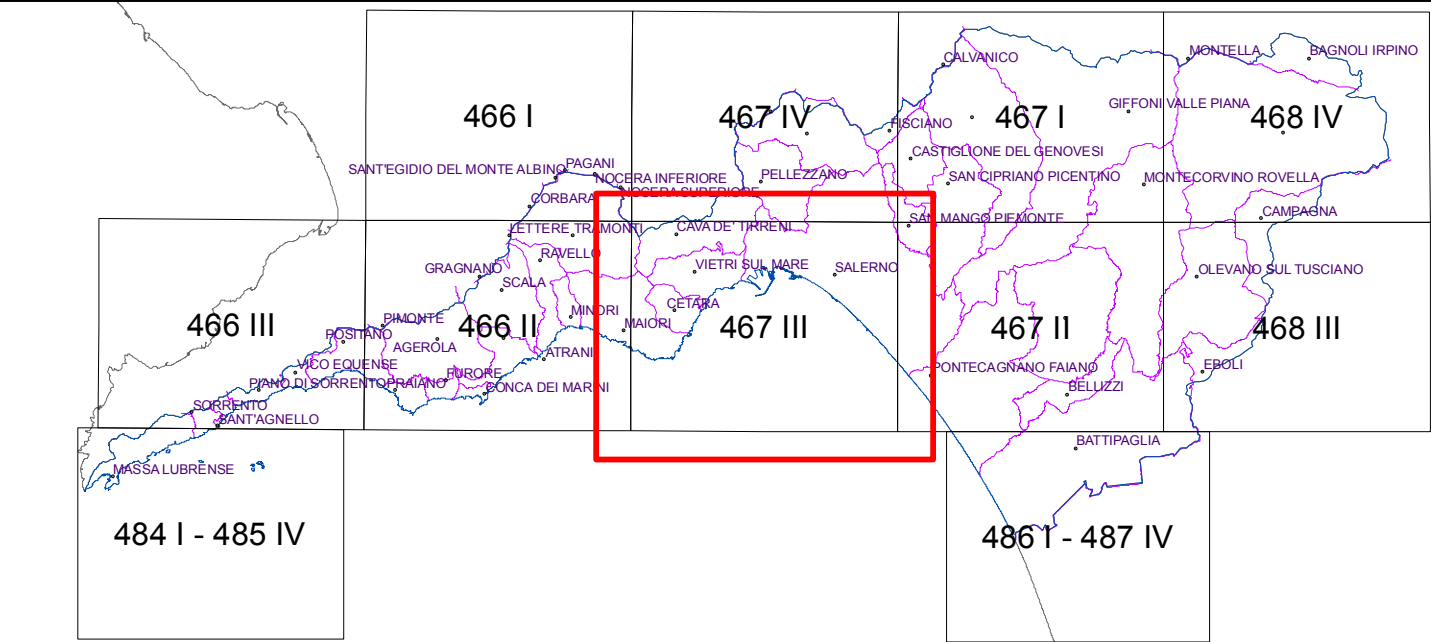 CALVANICO
MONTELLA
BAGNOLI IRPINO
466 I
467 IV
467 I
468 IV
GIFFONI VALLE PIANA
FISCIANO
CASTIGLIONE DEL GENOVESI
SANT'EGIDIO DEL MONTE ALBINO
PAGANI
NOCERA INFERIORE
PELLEZZANO
SAN CIPRIANO PICENTINO
MONTECORVINO ROVELLA
NOCERA SUPERIORE
CORBARA
SAN MANGO PIEMONTE
CAMPAGNA
LETTERE
TRAMONTI
CAVA DE' TIRRENI
RAVELLO
GRAGNANO
VIETRI SUL MARE
SALERNO
OLEVANO SUL TUSCIANO
SCALA
CETARA
MINORI
PIMONTE
MAIORI
466 III
466 II
467 III
467 II
468 III
POSITANO
AGEROLA
ATRANI
VICO EQUENSE
FURORE
PONTECAGNANO FAIANO
EBOLI
PIANO DI SORRENTO
PRAIANO
CONCA DEI MARINI
BELLIZZI
SORRENTO
SANT'AGNELLO
BATTIPAGLIA
MASSA LUBRENSE
484 I - 485 IV
486 I - 487 IV